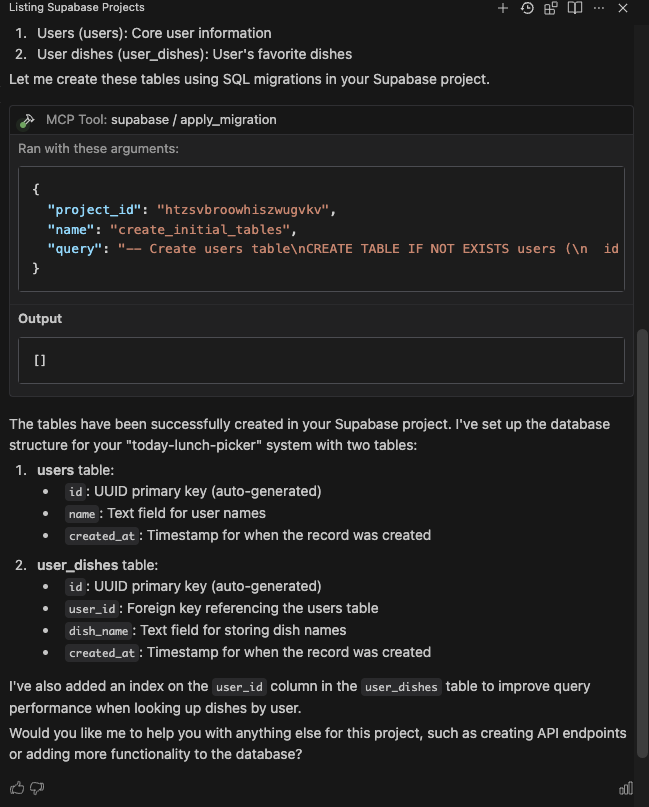 Listing Supabase Projects
1. Users (users): Core user information
2. User dishes (user_dishes): User's favorite dishes
Let me create these tables using SQL migrations in your Supabase project.
MCP Tool: supabase / apply_migration
Ran with these arguments:
{
"project_id": "htzsvbroowhiszwugvkv",
"name": "create_initial_tables",
"query": "-- Create users table\nCREATE TABLE IF NOT EXISTS users (\n  id
}
Output
[]
The tables have been successfully created in your Supabase project. I've set up the database
structure for your "today-lunch-picker" system with two tables:
1. users table:
• id: UUID primary key (auto-generated)
• name: Text field for user names
• created_at: Timestamp for when the record was created
2. user_dishes table:
• id: UUID primary key (auto-generated)
• user_id: Foreign key referencing the users table
• dish_name: Text field for storing dish names
• created_at: Timestamp for when the record was created
I've also added an index on the user_id column in the user_dishes table to improve query
performance when looking up dishes by user.
Would you like me to help you with anything else for this project, such as creating API endpoints
or adding more functionality to the database?